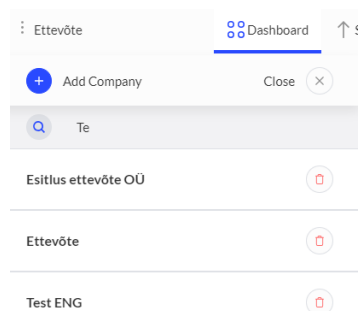 Ettevõte Dashboard
Add Company Close
Te
Esitlus ettevõte OÜ
Ettevõte
Test ENG